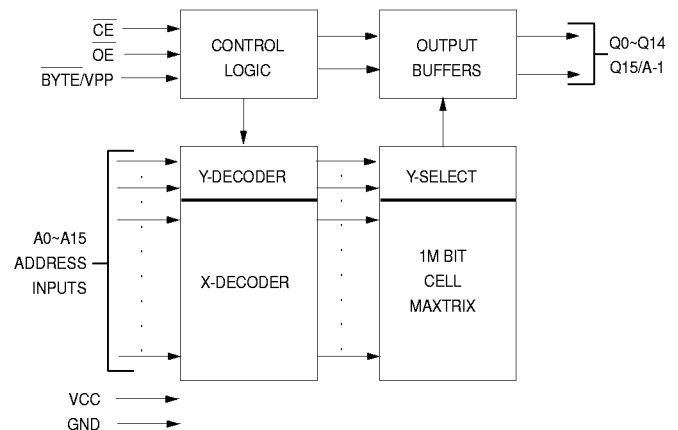 CE
OE
BYTE/VPP
CONTROL
LOGIC
OUTPUT
BUFFERS
Q0~Q14
Q15/A-1
Y-DECODER
Y-SELECT
A0~A15
ADDRESS
INPUTS
X-DECODER
1M BIT
CELL
MAXTRIX
VCC
GND